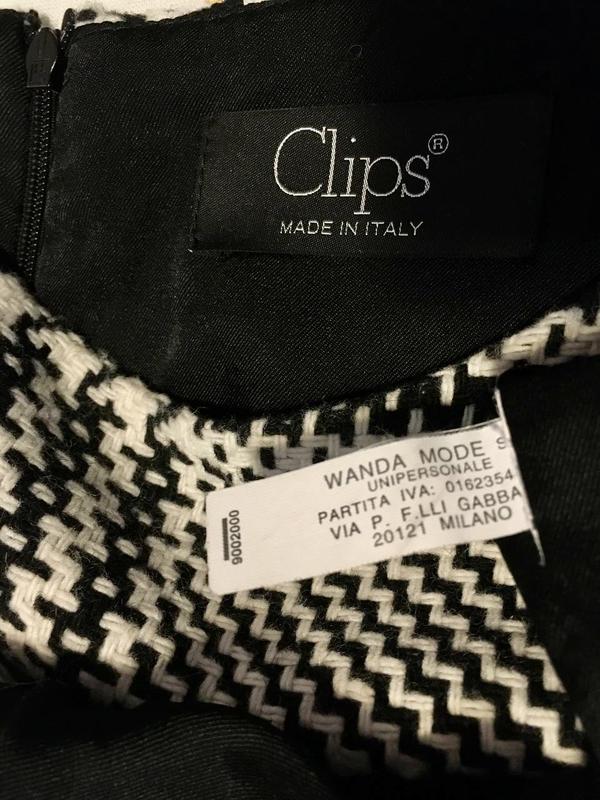 Clips®
MADE IN ITALY
WANDA MODE S
UNIPERSONALE
PARTITA IVA: 0162354
VIA P. F.LLI GABBA
20121 MILANO
9002000